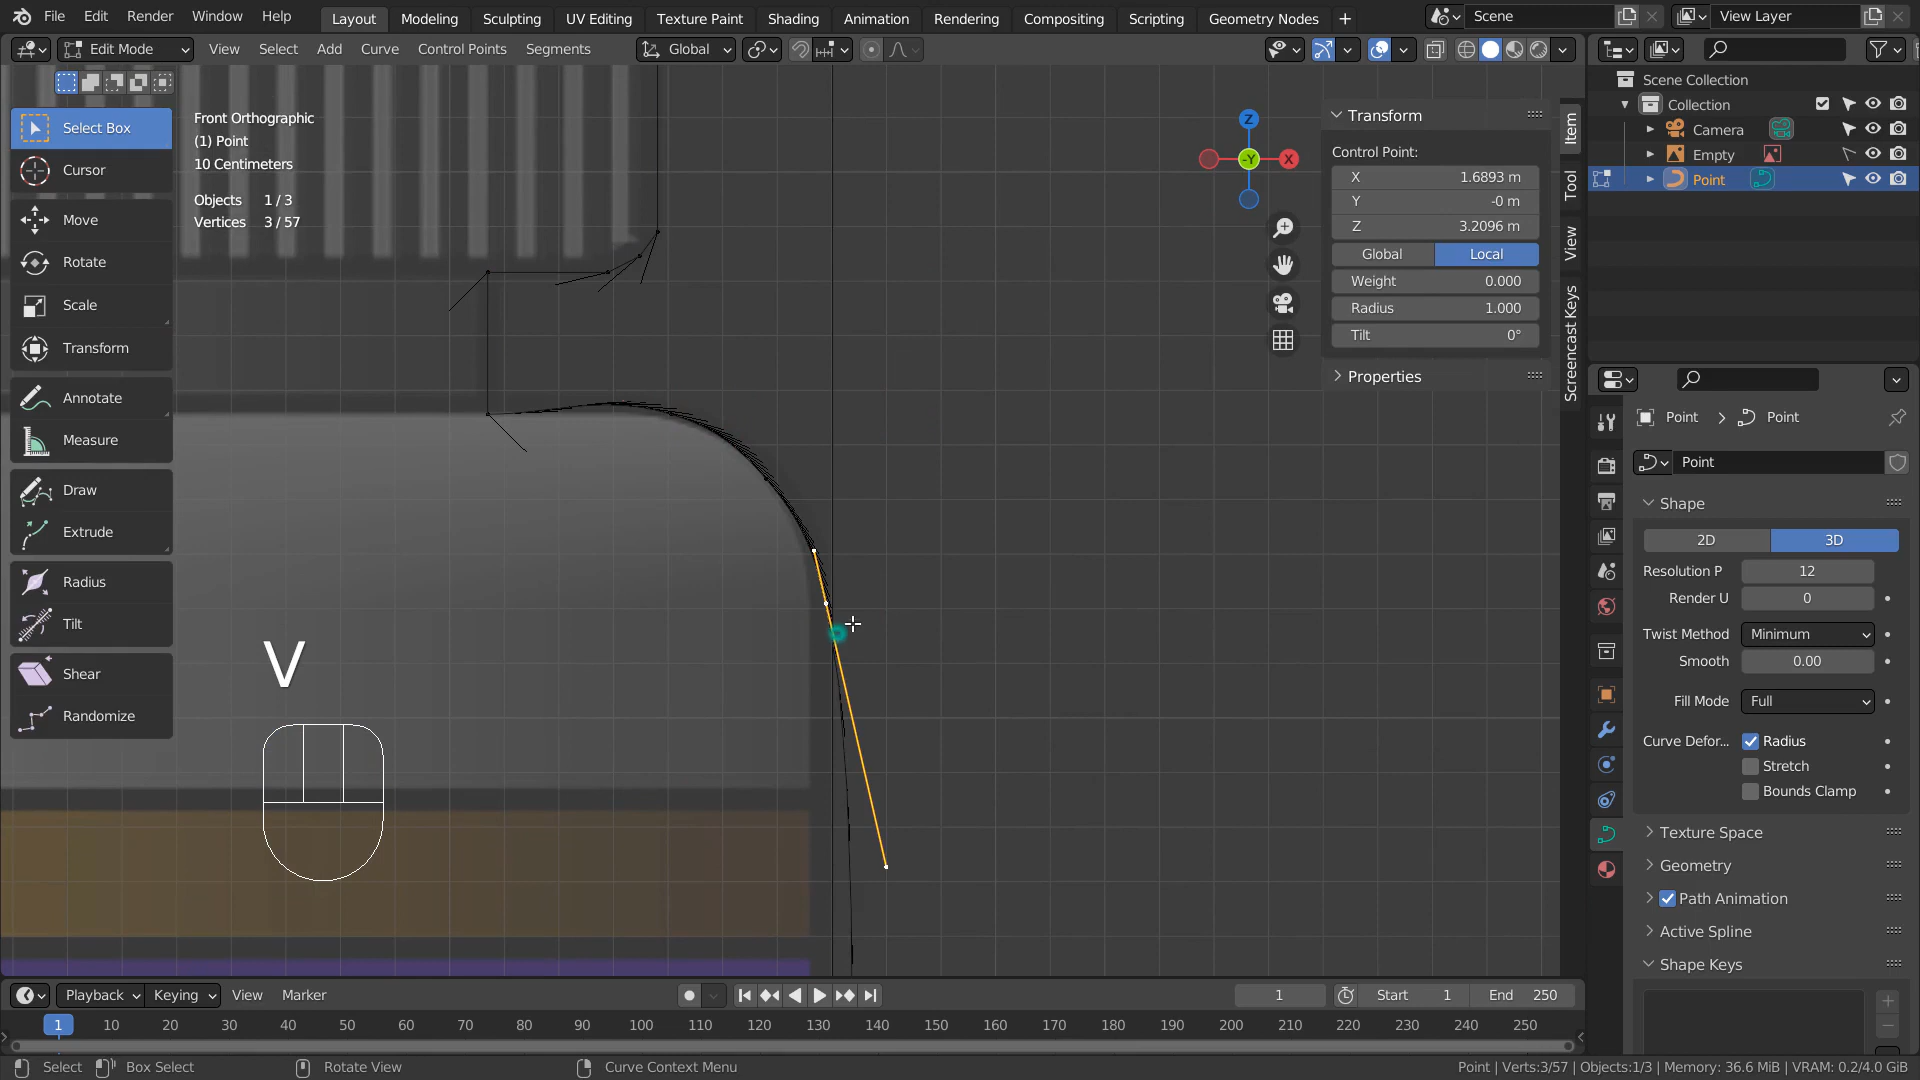 File Edit Render Window Help Layout Modeling Sculpting UV Editing Texture Paint Shading Animation Rendering Compositing Scripting Geometry Nodes + Scene View Layer
Edit Mode View Select Add Curve Control Points Segments Global
Select Box
Cursor
Move
Rotate
Scale
Transform
Annotate
Measure
Draw
Extrude
Radius
Tilt
Shear
Randomize
Front Orthographic
(1) Point
10 Centimeters
Objects 1 / 3
Vertices 3 / 57
V
Z
-Y
X
Transform
Control Point:
X 1.6893 m
Y -0 m
Z 3.2096 m
Global Local
Weight 0.000
Radius 1.000
Tilt 0°
Properties
Item
Tool
View
Screencast Keys
Scene Collection
Collection
Camera
Empty
Point
Point > Point
Point
Shape
2D 3D
Resolution P 12
Render U 0
Twist Method Minimum
Smooth 0.00
Fill Mode Full
Curve Defor... Radius
Stretch
Bounds Clamp
Texture Space
Geometry
Path Animation
Active Spline
Shape Keys
Playback Keying View Marker 1 Start 1 End 250
1 10 20 30 40 50 60 70 80 90 100 110 120 130 140 150 160 170 180 190 200 210 220 230 240 250
Select Box Select Rotate View Curve Context Menu Point | Verts:3/57 | Objects:1/3 | Memory: 36.6 MiB | VRAM: 0.2/4.0 GiB